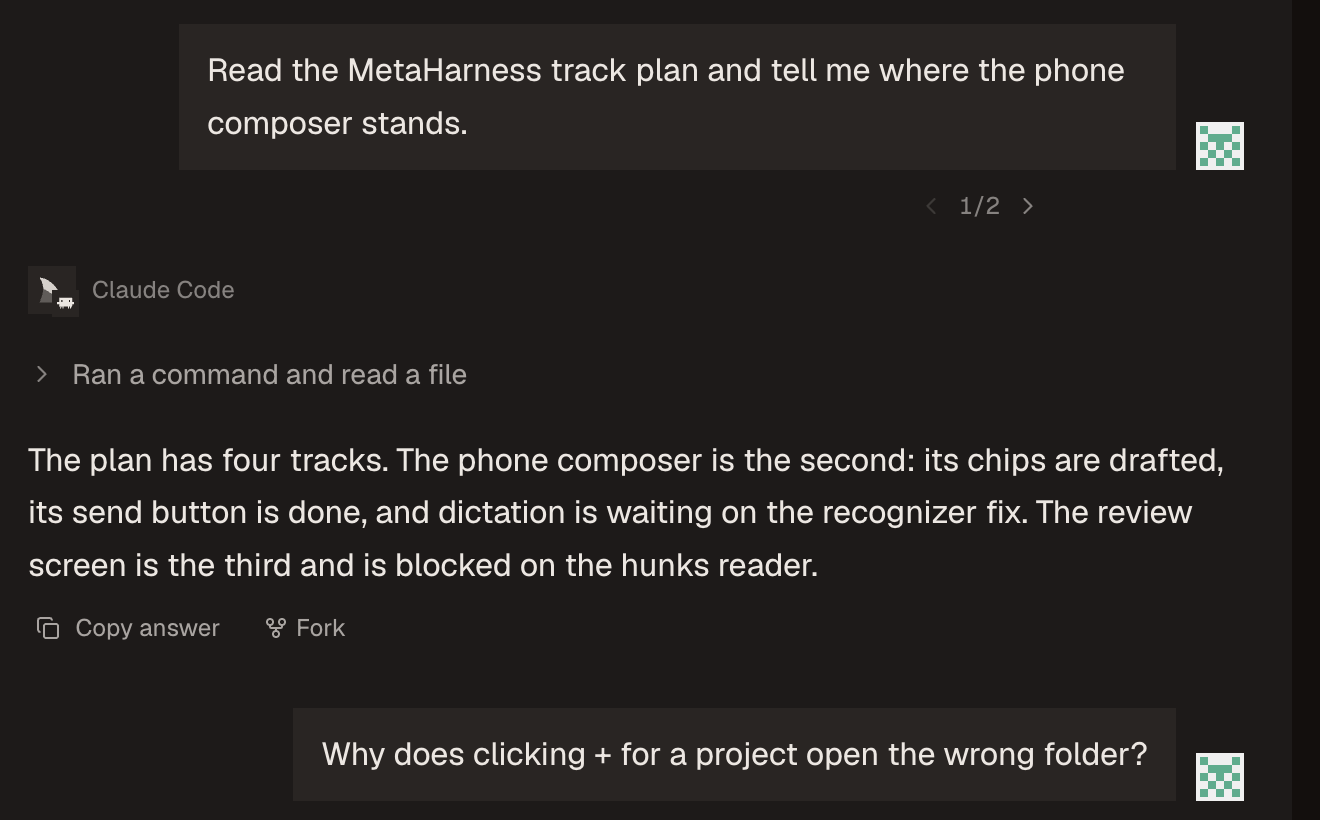 Read the MetaHarness track plan and tell me where the phone
composer stands.
1/2
Claude Code
Ran a command and read a file
The plan has four tracks. The phone composer is the second: its chips are drafted,
its send button is done, and dictation is waiting on the recognizer fix. The review
screen is the third and is blocked on the hunks reader.
Copy answer Fork
Why does clicking + for a project open the wrong folder?